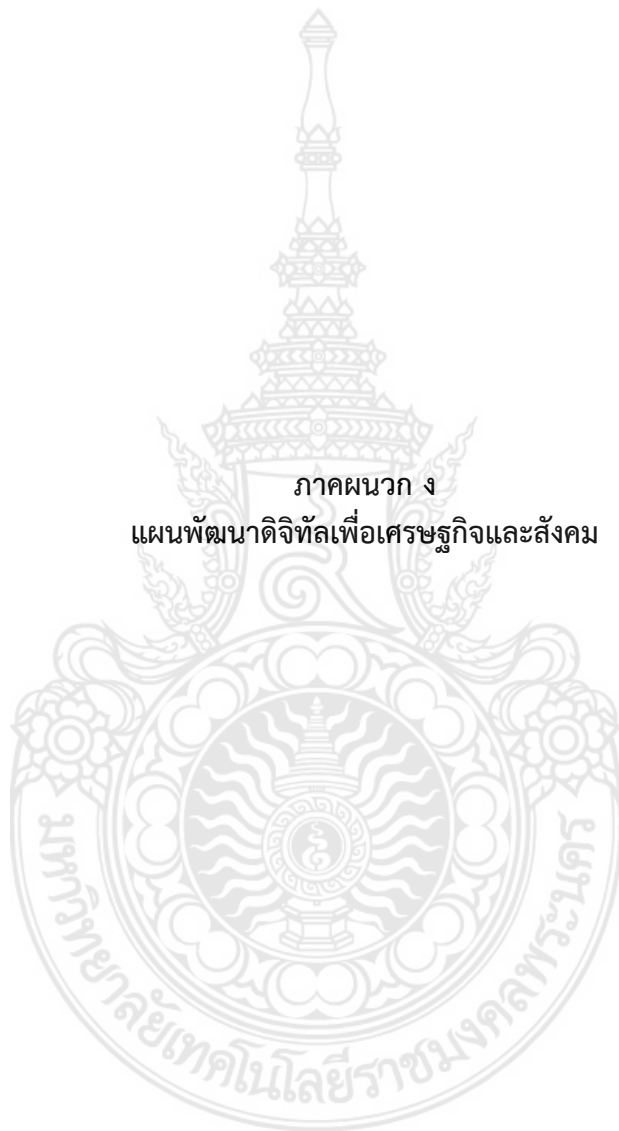 ภาคผนวก ง
แผนพัฒนาดิจิทัลเพื่อเศรษฐกิจและสังคม
มหาวิทยาลัยเทคโนโลยีราชมงคลพระนคร